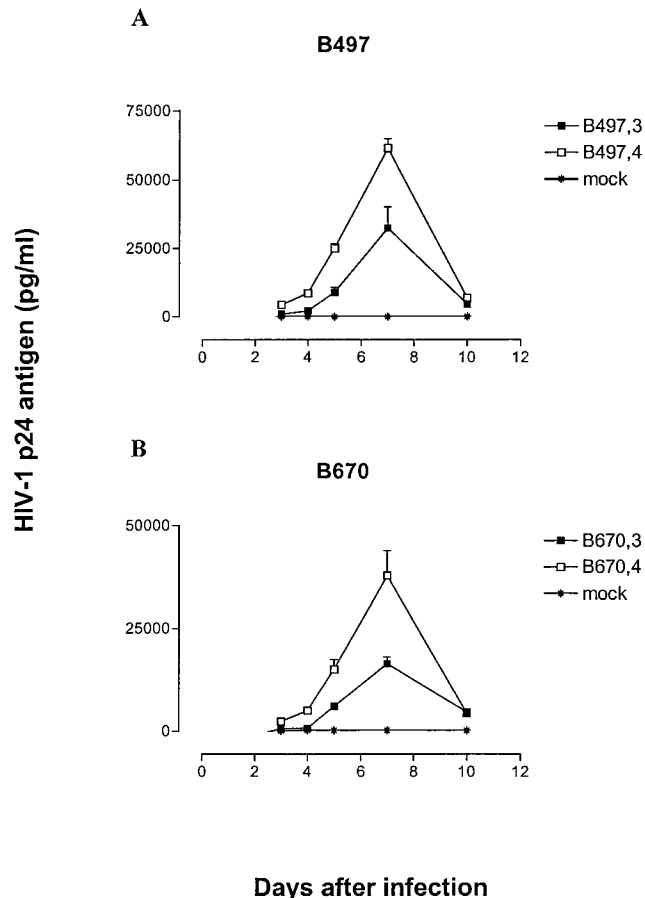 A
B497
75000
50000
25000
0
0 2 4 6 8 10 12
B497,3
B497,4
mock
HIV-1 p24 antigen (pg/ml)
B
B670
50000
25000
0
0 2 4 6 8 10 12
B670,3
B670,4
mock
Days after infection